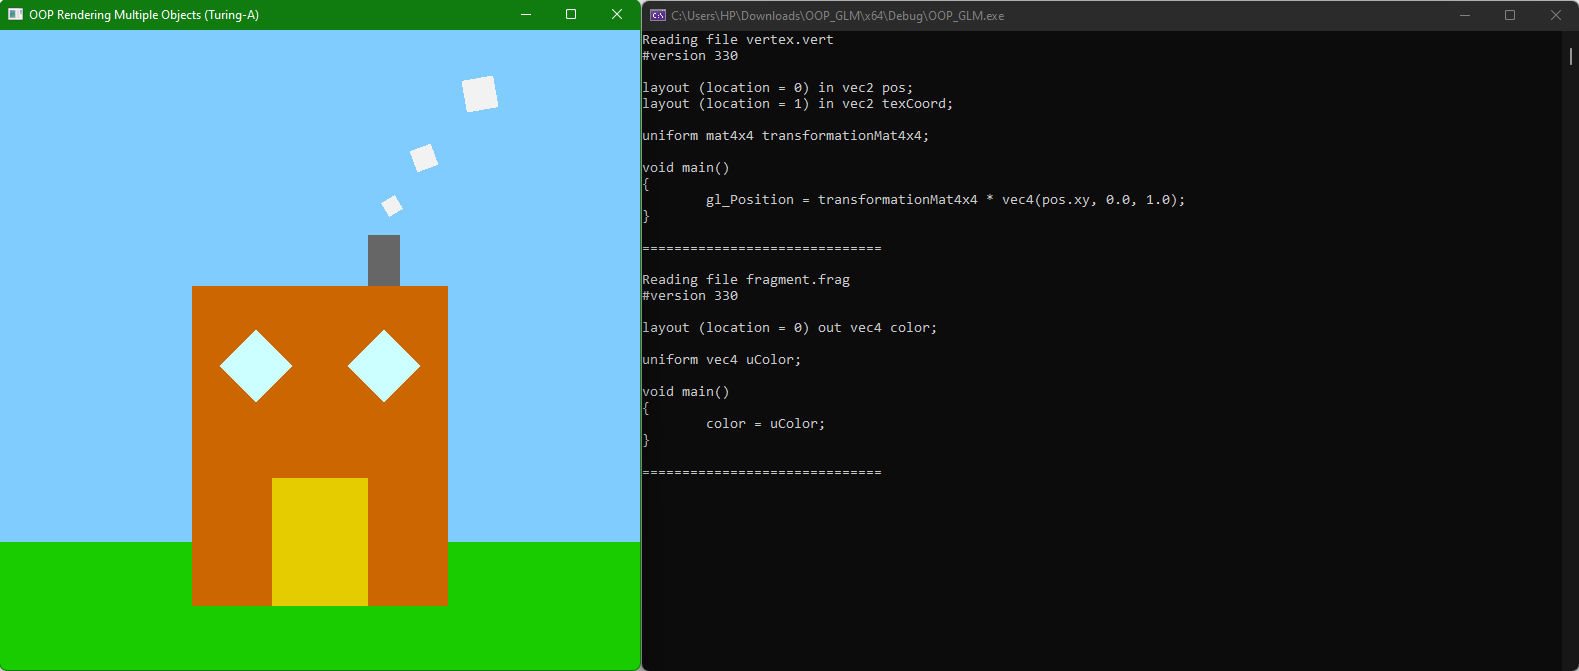 OOP Rendering Multiple Objects (Turing-A)
C:\Users\HP\Downloads\OOP_GLM\x64\Debug\OOP_GLM.exe
Reading file vertex.vert
#version 330
layout (location = 0) in vec2 pos;
layout (location = 1) in vec2 texCoord;
uniform mat4x4 transformationMat4x4;
void main()
{
        gl_Position = transformationMat4x4 * vec4(pos.xy, 0.0, 1.0);
}
==============================
Reading file fragment.frag
#version 330
layout (location = 0) out vec4 color;
uniform vec4 uColor;
void main()
{
        color = uColor;
}
==============================